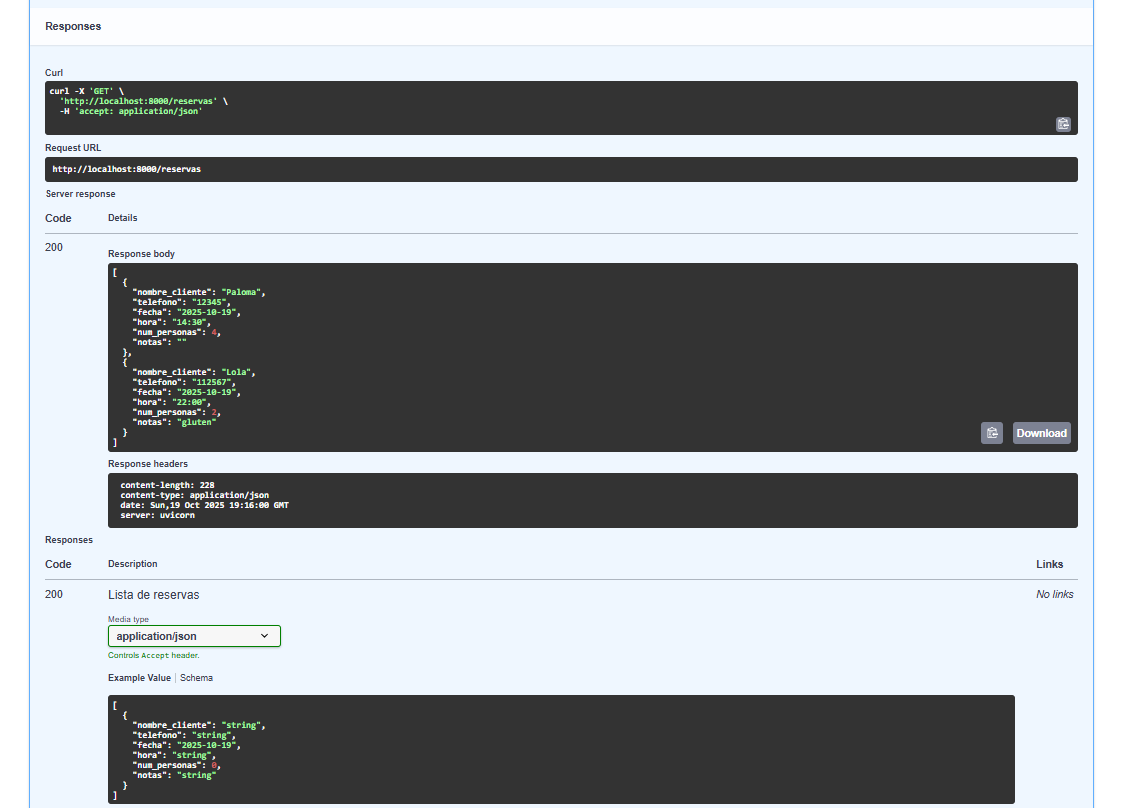 Responses
Curl
curl -X 'GET' \
  'http://localhost:8000/reservas' \
  -H 'accept: application/json'
Request URL
http://localhost:8000/reservas
Server response
Code Details
200
Response body
[
  {
    "nombre_cliente": "Paloma",
    "telefono": "12345",
    "fecha": "2025-10-19",
    "hora": "14:30",
    "num_personas": 4,
    "notas": ""
  },
  {
    "nombre_cliente": "Lola",
    "telefono": "112567",
    "fecha": "2025-10-19",
    "hora": "22:00",
    "num_personas": 2,
    "notas": "gluten"
  }
]
Download
Response headers
content-length: 228
content-type: application/json
date: Sun,19 Oct 2025 19:16:00 GMT
server: uvicorn
Responses
Code Description Links
200 Lista de reservas No links
Media type
application/json
Controls Accept header.
Example Value | Schema
[
  {
    "nombre_cliente": "string",
    "telefono": "string",
    "fecha": "2025-10-19",
    "hora": "string",
    "num_personas": 0,
    "notas": "string"
  }
]